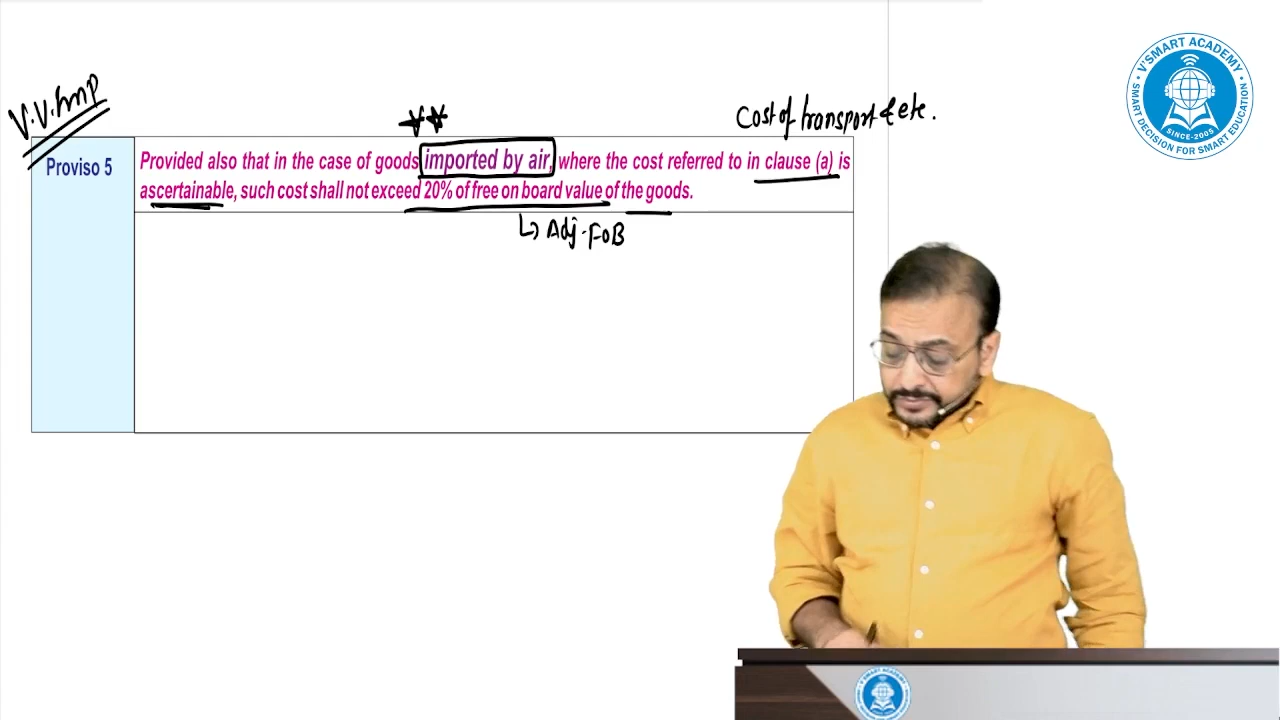 V'SMART ACADEMY
SMART DECISION FOR SMART EDUCATION
SINCE-2005
V.V.Imp
Cost of transport & etc.
Proviso 5
Provided also that in the case of goods imported by air, where the cost referred to in clause (a) is
ascertainable, such cost shall not exceed 20% of free on board value of the goods.
↳ Adj. FOB